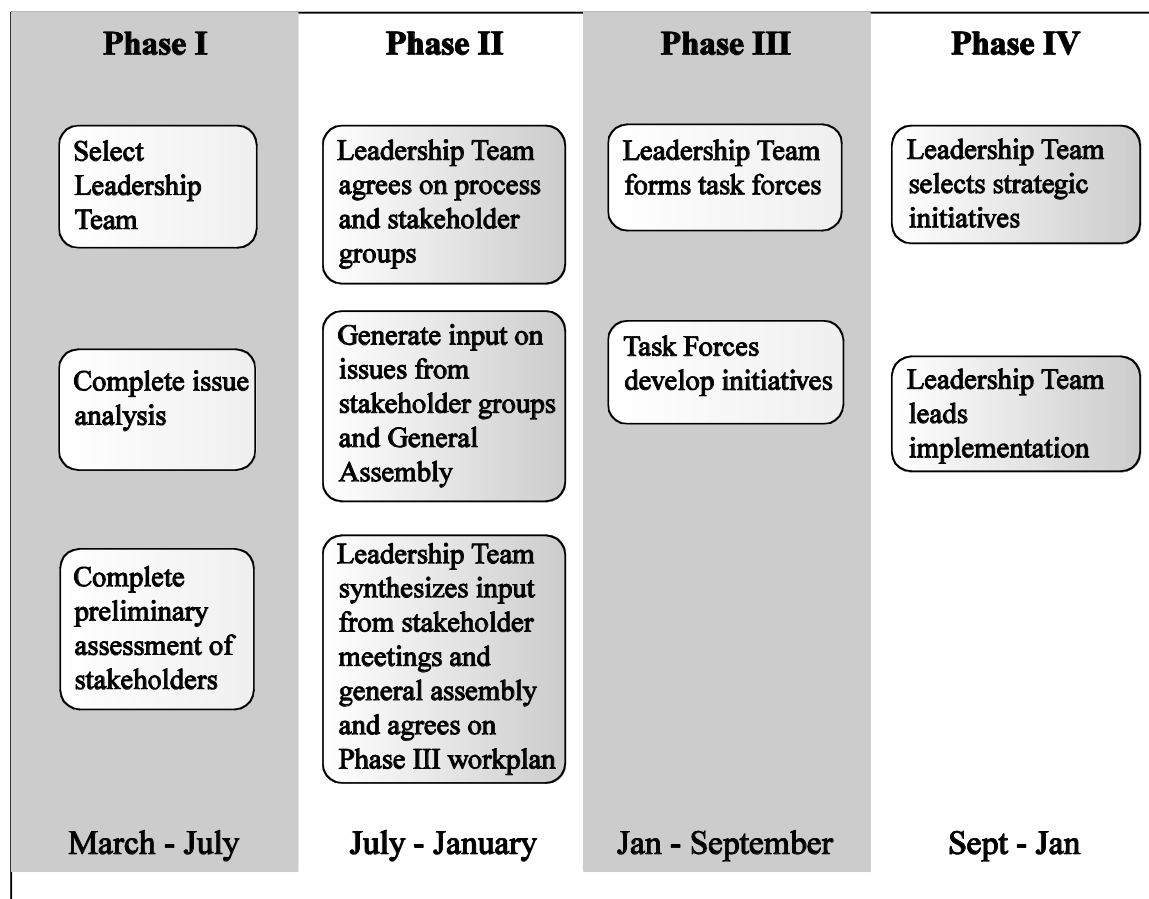 Phase I
Select
Leadership
Team
Complete issue
analysis
Complete
preliminary
assessment of
stakeholders
March - July
Phase II
Leadership Team
agrees on process
and stakeholder
groups
Generate input on
issues from
stakeholder groups
and General
Assembly
Leadership Team
synthesizes input
from stakeholder
meetings and
general assembly
and agrees on
Phase III workplan
July - January
Phase III
Leadership Team
forms task forces
Task Forces
develop initiatives
Jan - September
Phase IV
Leadership Team
selects strategic
initiatives
Leadership Team
leads
implementation
Sept - Jan